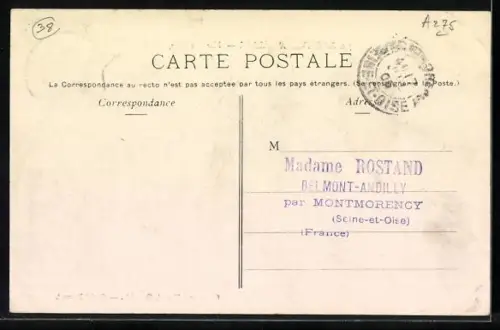 38
A275
CARTE POSTALE
La Correspondance au recto n'est pas acceptée par tous les pays étrangers. (Se renseigner à la Poste.)
Correspondance
M
Madame ROSTAND
BELMONT-ANDILLY
par MONTMORENCY
(Seine-et-Oise)
(France)